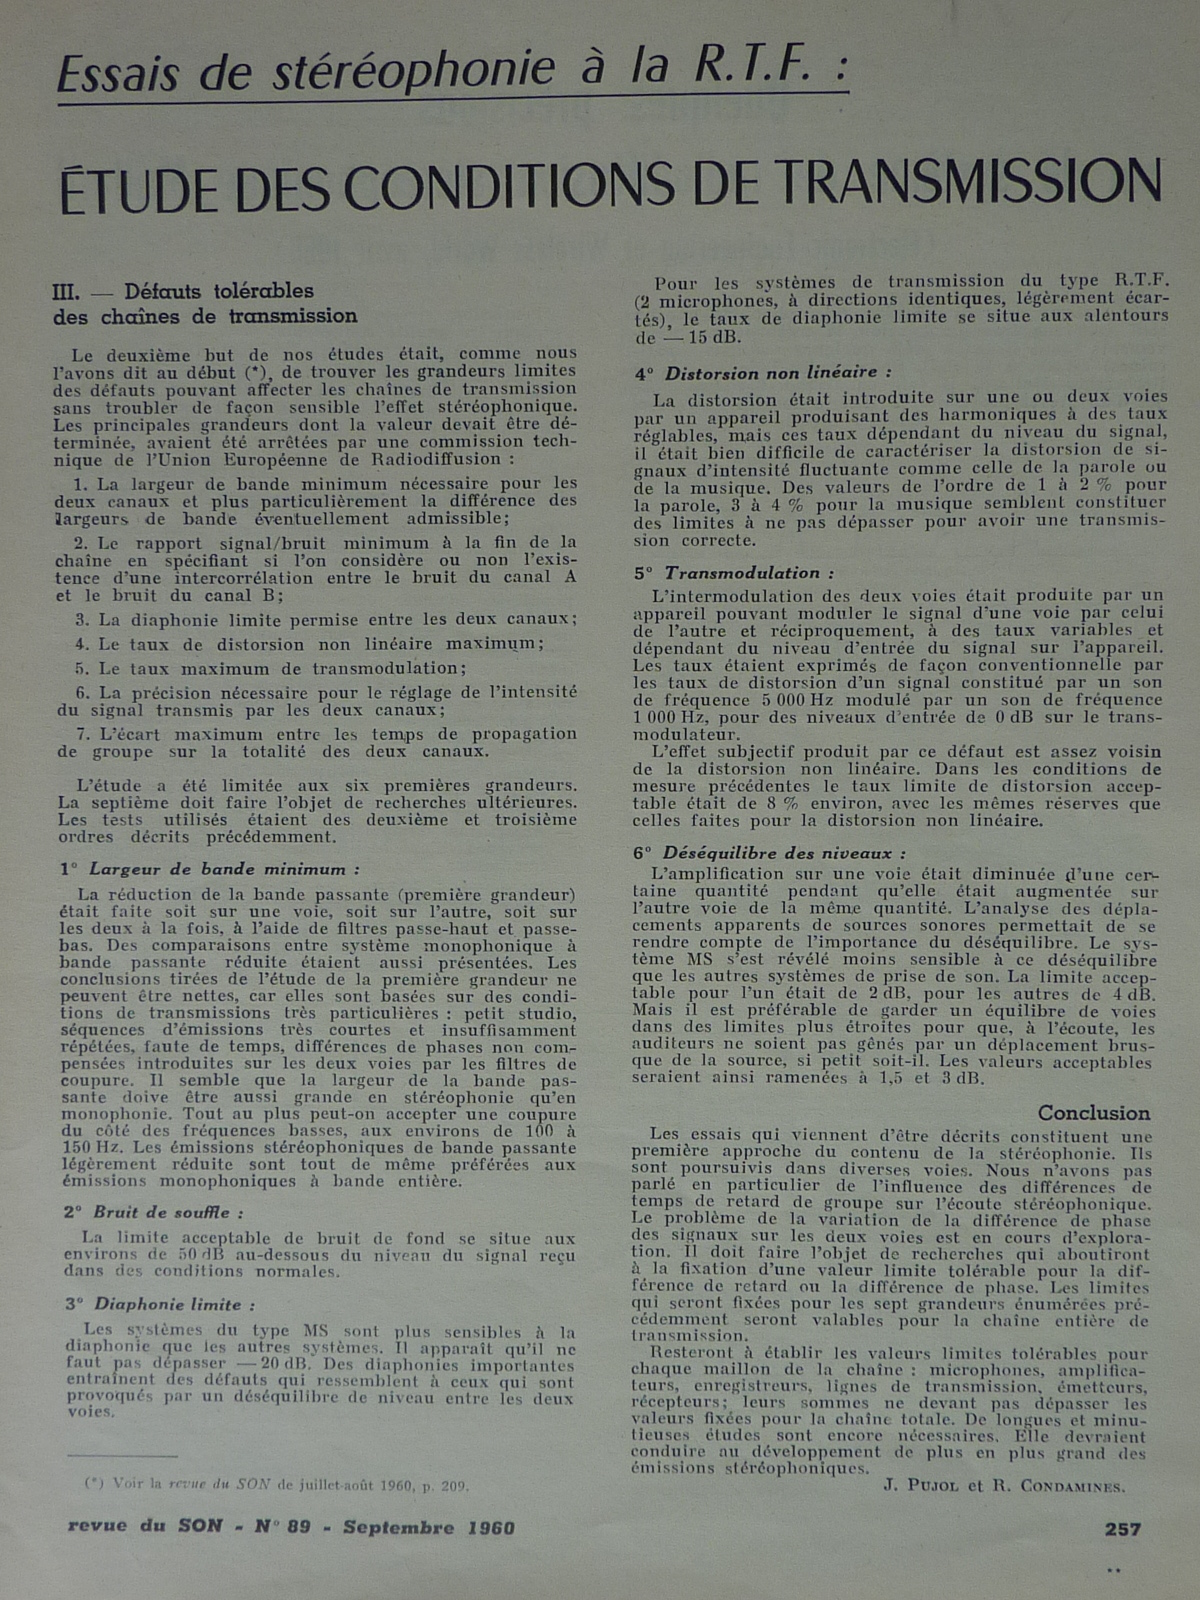 Essais de stéréophonie à la R.T.F. :
ÉTUDE DES CONDITIONS DE TRANSMISSION
III. — Défauts tolérables
des chaînes de transmission
Le deuxième but de nos études était, comme nous
l'avons dit au début (*), de trouver les grandeurs limites
des défauts pouvant affecter les chaînes de transmission
sans troubler de façon sensible l'effet stéréophonique.
Les principales grandeurs dont la valeur devait être dé-
terminée, avaient été arrêtées par une commission tech-
nique de l'Union Européenne de Radiodiffusion :
1. La largeur de bande minimum nécessaire pour les
deux canaux et plus particulièrement la différence des
largeurs de bande éventuellement admissible;
2. Le rapport signal/bruit minimum à la fin de la
chaîne en spécifiant si l'on considère ou non l'exis-
tence d'une intercorrélation entre le bruit du canal A
et le bruit du canal B;
3. La diaphonie limite permise entre les deux canaux;
4. Le taux de distorsion non linéaire maximum;
5. Le taux maximum de transmodulation;
6. La précision nécessaire pour le réglage de l'intensité
du signal transmis par les deux canaux;
7. L'écart maximum entre les temps de propagation
de groupe sur la totalité des deux canaux.
L'étude a été limitée aux six premières grandeurs.
La septième doit faire l'objet de recherches ultérieures.
Les tests utilisés étaient des deuxième et troisième
ordres décrits précédemment.
1° Largeur de bande minimum :
La réduction de la bande passante (première grandeur)
était faite soit sur une voie, soit sur l'autre, soit sur
les deux à la fois, à l'aide de filtres passe-haut et passe-
bas. Des comparaisons entre système monophonique à
bande passante réduite étaient aussi présentées. Les
conclusions tirées de l'étude de la première grandeur ne
peuvent être nettes, car elles sont basées sur des condi-
tions de transmissions très particulières : petit studio,
séquences d'émissions très courtes et insuffisamment
répétées, faute de temps, différences de phases non com-
pensées introduites sur les deux voies par les filtres de
coupure. Il semble que la largeur de la bande pas-
sante doive être aussi grande en stéréophonie qu'en
monophonie. Tout au plus peut-on accepter une coupure
du côté des fréquences basses, aux environs de 100 à
150 Hz. Les émissions stéréophoniques de bande passante
légèrement réduite sont tout de même préférées aux
émissions monophoniques à bande entière.
2° Bruit de souffle :
La limite acceptable de bruit de fond se situe aux
environs de 50 dB au-dessous du niveau du signal reçu
dans des conditions normales.
3° Diaphonie limite :
Les systèmes du type MS sont plus sensibles à la
diaphonie que les autres systèmes. Il apparaît qu'il ne
faut pas dépasser — 20 dB. Des diaphonies importantes
entraînent des défauts qui ressemblent à ceux qui sont
provoqués par un déséquilibre de niveau entre les deux
voies.
(*) Voir la revue du SON de juillet-août 1960, p. 209.
Pour les systèmes de transmission du type R.T.F.
(2 microphones, à directions identiques, légèrement écar-
tés), le taux de diaphonie limite se situe aux alentours
de — 15 dB.
4° Distorsion non linéaire :
La distorsion était introduite sur une ou deux voies
par un appareil produisant des harmoniques à des taux
réglables, mais ces taux dépendant du niveau du signal,
il était bien difficile de caractériser la distorsion de si-
gnaux d'intensité fluctuante comme celle de la parole ou
de la musique. Des valeurs de l'ordre de 1 à 2 % pour
la parole, 3 à 4 % pour la musique semblent constituer
des limites à ne pas dépasser pour avoir une transmis-
sion correcte.
5° Transmodulation :
L'intermodulation des deux voies était produite par un
appareil pouvant moduler le signal d'une voie par celui
de l'autre et réciproquement, à des taux variables et
dépendant du niveau d'entrée du signal sur l'appareil.
Les taux étaient exprimés de façon conventionnelle par
les taux de distorsion d'un signal constitué par un son
de fréquence 5 000 Hz modulé par un son de fréquence
1 000 Hz, pour des niveaux d'entrée de 0 dB sur le trans-
modulateur.
L'effet subjectif produit par ce défaut est assez voisin
de la distorsion non linéaire. Dans les conditions de
mesure précédentes le taux limite de distorsion accep-
table était de 8 % environ, avec les mêmes réserves que
celles faites pour la distorsion non linéaire.
6° Déséquilibre des niveaux :
L'amplification sur une voie était diminuée d'une cer-
taine quantité pendant qu'elle était augmentée sur
l'autre voie de la même quantité. L'analyse des dépla-
cements apparents de sources sonores permettait de se
rendre compte de l'importance du déséquilibre. Le sys-
tème MS s'est révélé moins sensible à ce déséquilibre
que les autres systèmes de prise de son. La limite accep-
table pour l'un était de 2 dB, pour les autres de 4 dB.
Mais il est préférable de garder un équilibre de voies
dans des limites plus étroites pour que, à l'écoute, les
auditeurs ne soient pas gênés par un déplacement brus-
que de la source, si petit soit-il. Les valeurs acceptables
seraient ainsi ramenées à 1,5 et 3 dB.
Conclusion
Les essais qui viennent d'être décrits constituent une
première approche du contenu de la stéréophonie. Ils
sont poursuivis dans diverses voies. Nous n'avons pas
parlé en particulier de l'influence des différences de
temps de retard de groupe sur l'écoute stéréophonique.
Le problème de la variation de la différence de phase
des signaux sur les deux voies est en cours d'explora-
tion. Il doit faire l'objet de recherches qui aboutiront
à la fixation d'une valeur limite tolérable pour la dif-
férence de retard ou la différence de phase. Les limites
qui seront fixées pour les sept grandeurs énumérées pré-
cédemment seront valables pour la chaîne entière de
transmission.
Resteront à établir les valeurs limites tolérables pour
chaque maillon de la chaîne : microphones, amplifica-
teurs, enregistreurs, lignes de transmission, émetteurs,
récepteurs; leurs sommes ne devant pas dépasser les
valeurs fixées pour la chaîne totale. De longues et minu-
tieuses études sont encore nécessaires. Elle devraient
conduire au développement de plus en plus grand des
émissions stéréophoniques.
J. PUJOL et R. CONDAMINES.
revue du SON - N° 89 - Septembre 1960
257
**